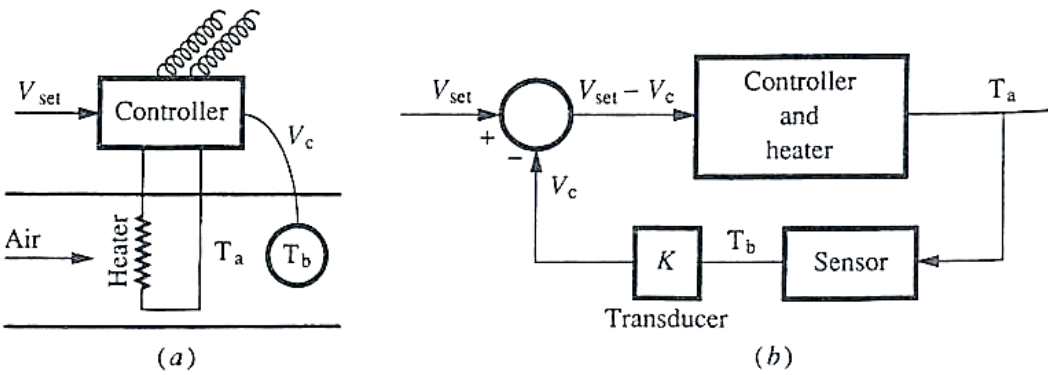 V_set
Controller
V_c
Air
Heater
T_a
T_b
(a)
V_set
+
−
V_set − V_c
Controller
and
heater
T_a
V_c
K
T_b
Sensor
Transducer
(b)